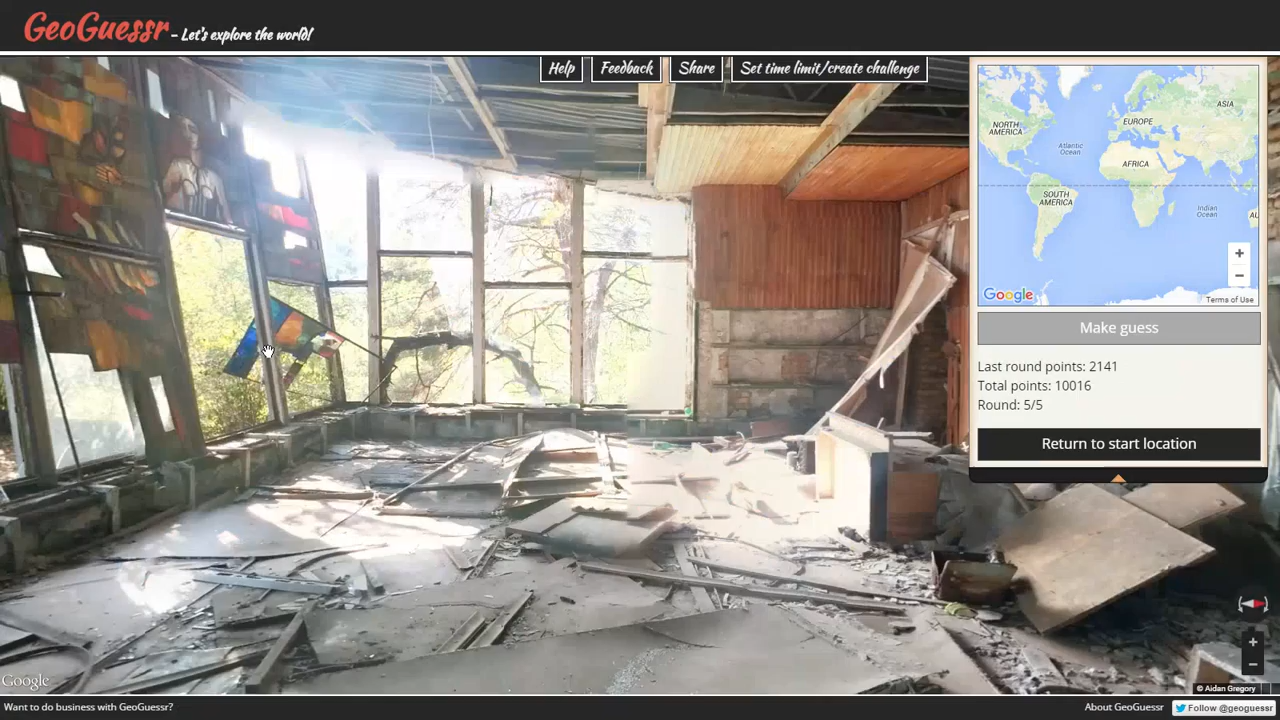 GeoGuessr - Let's explore the world!
Help
Feedback
Share
Set time limit/create challenge
NORTH
AMERICA
Atlantic
Ocean
EUROPE
ASIA
AFRICA
SOUTH
AMERICA
Indian
Ocean
AU
+
−
Google
Terms of Use
Make guess
Last round points: 2141
Total points: 10016
Round: 5/5
Return to start location
+
−
Google
© Aidan Gregory
Want to do business with GeoGuessr?
About GeoGuessr
Follow @geoguessr